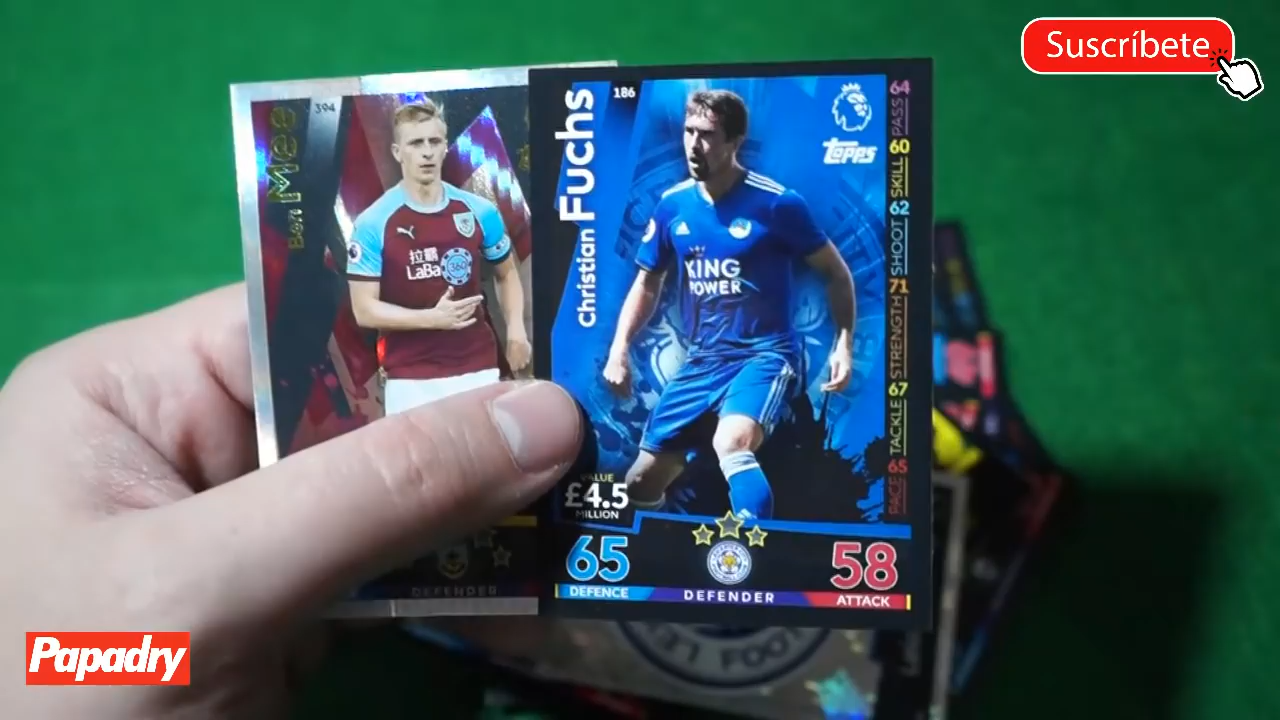 Suscríbete
394
Ben Mee
拉霸
LaBa
360
DEFENDER
186
Christian Fuchs
TOPPS
KING
POWER
64
PASS
60
SKILL
62
SHOOT
71
STRENGTH
67
TACKLE
65
PACE
VALUE
£4.5
MILLION
65
DEFENCE
DEFENDER
58
ATTACK
Papadry